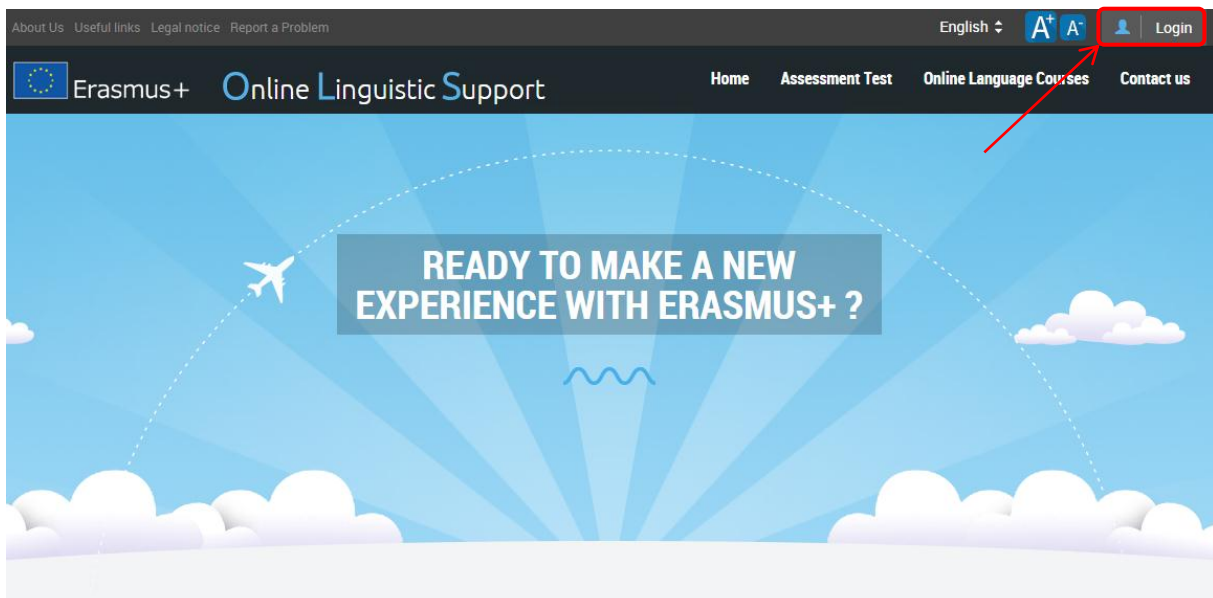 About Us Useful links Legal notice Report a Problem English A+ A- Login
Erasmus+ Online Linguistic Support Home Assessment Test Online Language Courses Contact us
READY TO MAKE A NEW
EXPERIENCE WITH ERASMUS+ ?